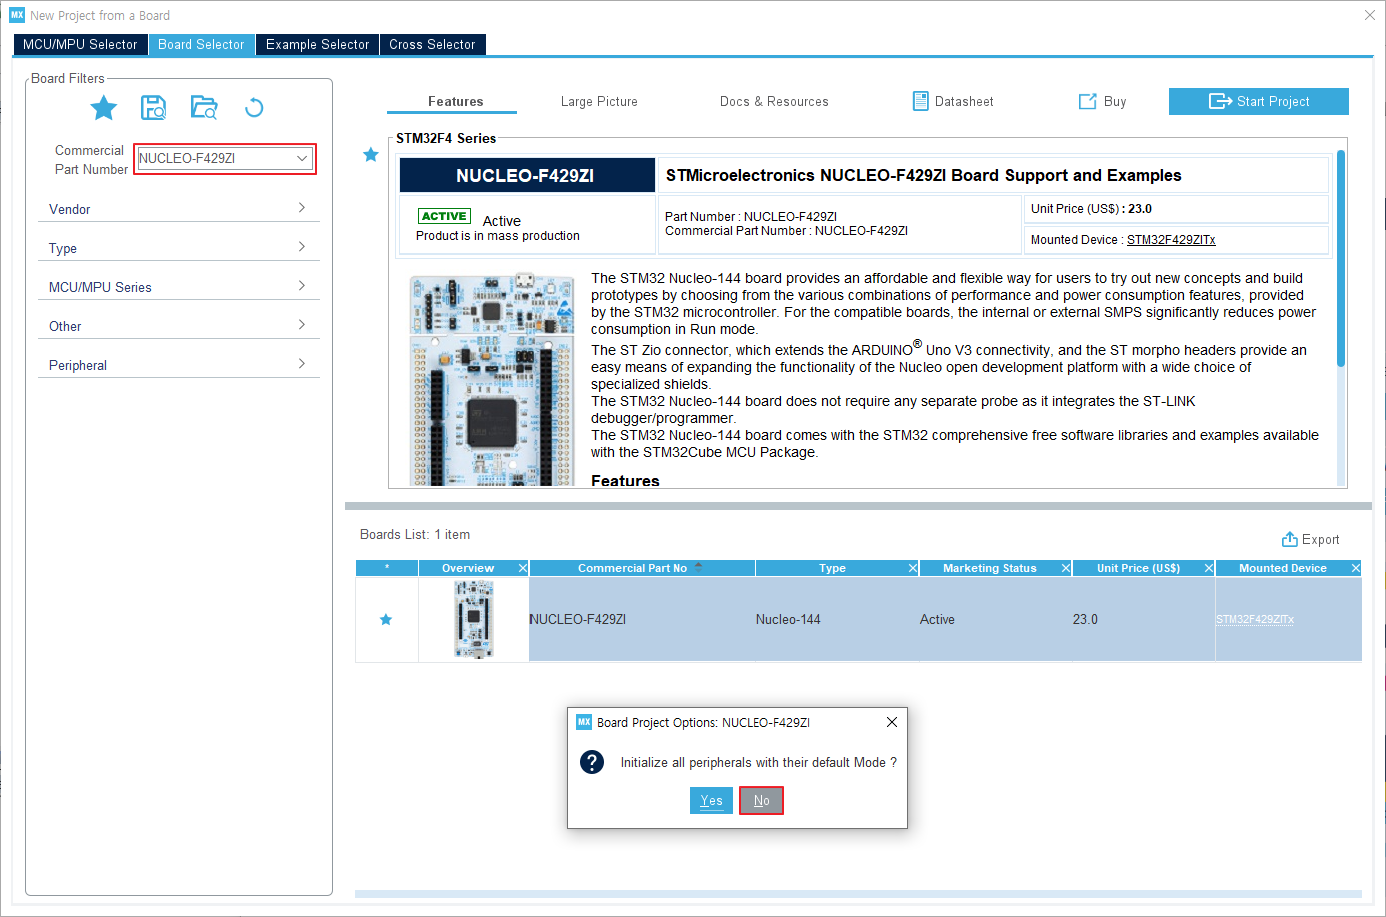 MX New Project from a Board
MCU/MPU Selector Board Selector Example Selector Cross Selector
Board Filters
Commercial
Part Number
NUCLEO-F429ZI
Vendor
Type
MCU/MPU Series
Other
Peripheral
Features Large Picture Docs & Resources Datasheet Buy Start Project
STM32F4 Series
NUCLEO-F429ZI
STMicroelectronics NUCLEO-F429ZI Board Support and Examples
ACTIVE Active
Product is in mass production
Part Number : NUCLEO-F429ZI
Commercial Part Number : NUCLEO-F429ZI
Unit Price (US$) : 23.0
Mounted Device : STM32F429ZITx
The STM32 Nucleo-144 board provides an affordable and flexible way for users to try out new concepts and build
prototypes by choosing from the various combinations of performance and power consumption features, provided
by the STM32 microcontroller. For the compatible boards, the internal or external SMPS significantly reduces power
consumption in Run mode.
The ST Zio connector, which extends the ARDUINO® Uno V3 connectivity, and the ST morpho headers provide an
easy means of expanding the functionality of the Nucleo open development platform with a wide choice of
specialized shields.
The STM32 Nucleo-144 board does not require any separate probe as it integrates the ST-LINK
debugger/programmer.
The STM32 Nucleo-144 board comes with the STM32 comprehensive free software libraries and examples available
with the STM32Cube MCU Package.
Features
Boards List: 1 item
Export
* Overview Commercial Part No Type Marketing Status Unit Price (US$) Mounted Device
NUCLEO-F429ZI Nucleo-144 Active 23.0 STM32F429ZITx
MX Board Project Options: NUCLEO-F429ZI
? Initialize all peripherals with their default Mode ?
Yes No